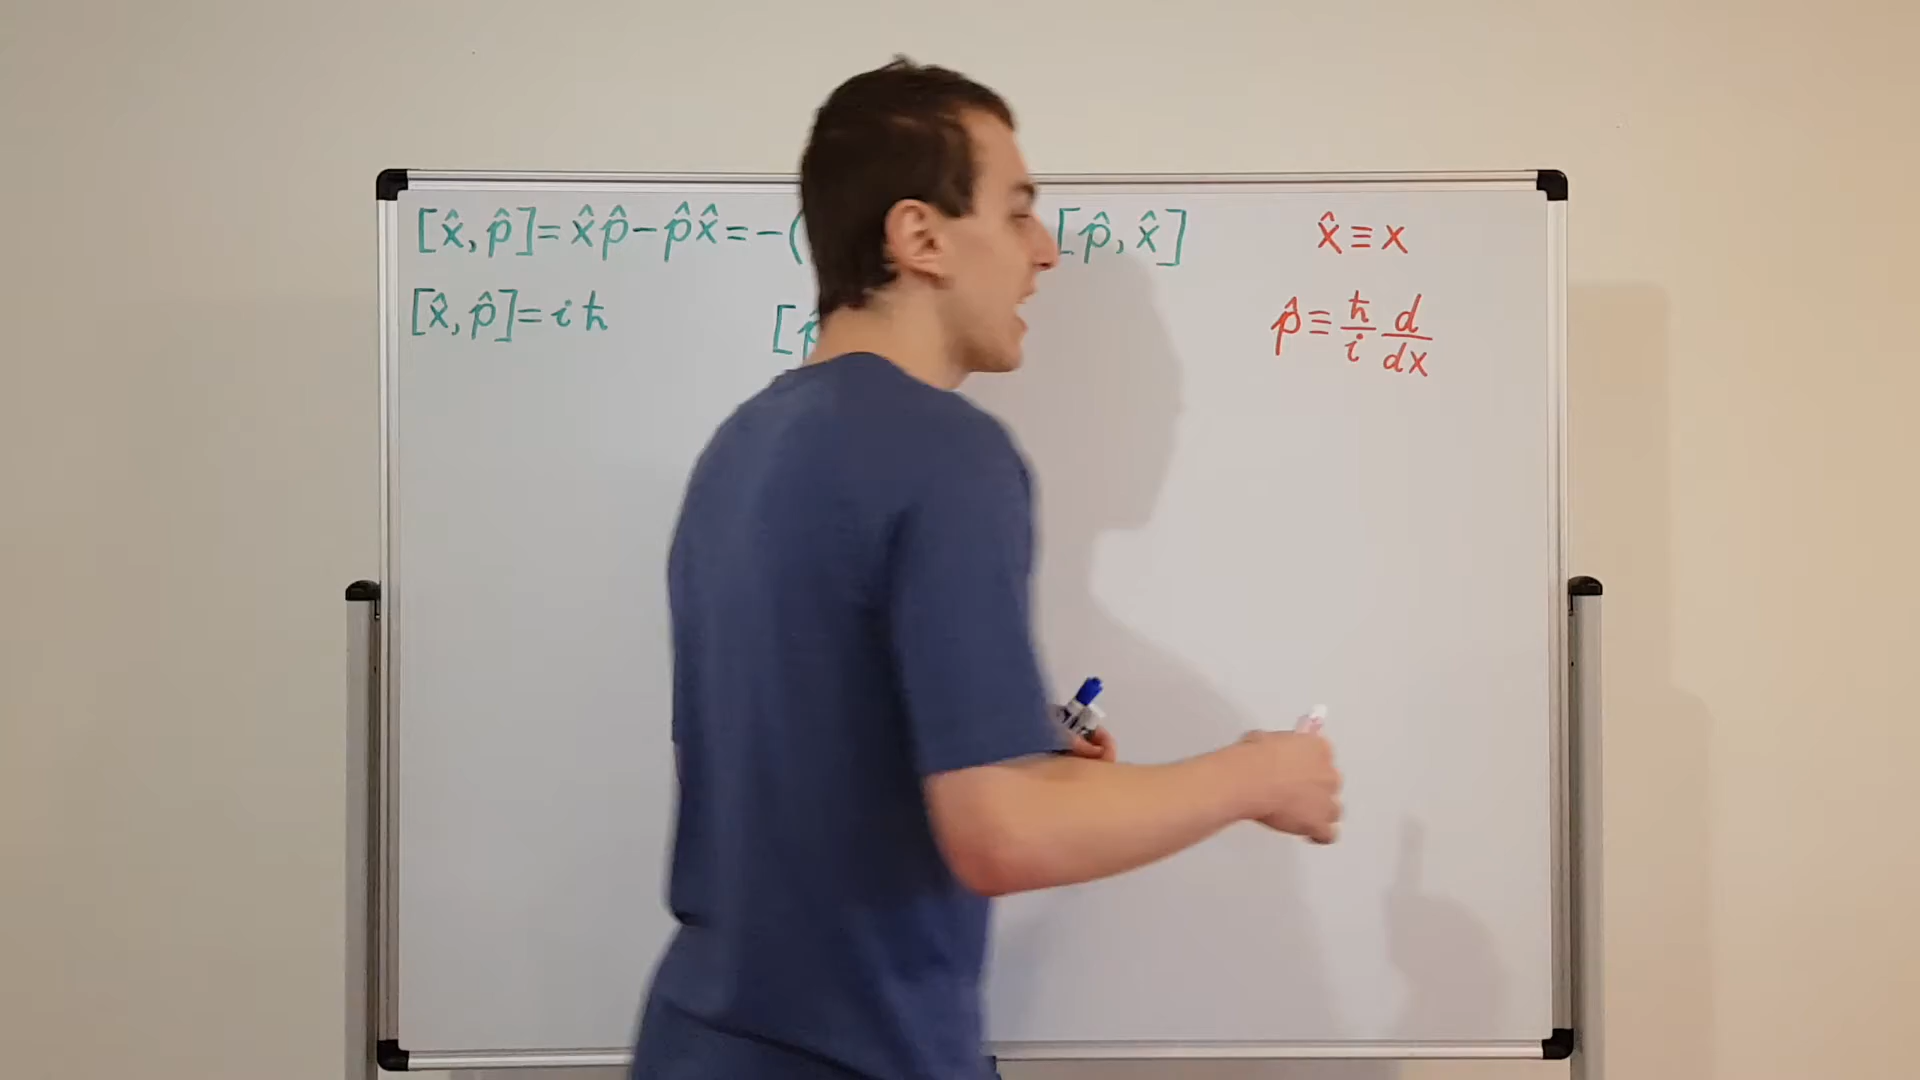 [x̂, p̂] = x̂p̂ − p̂x̂ = −( [p̂, x̂]
[x̂, p̂] = iħ [p̂
x̂ ≡ x
p̂ ≡ ħ/i d/dx